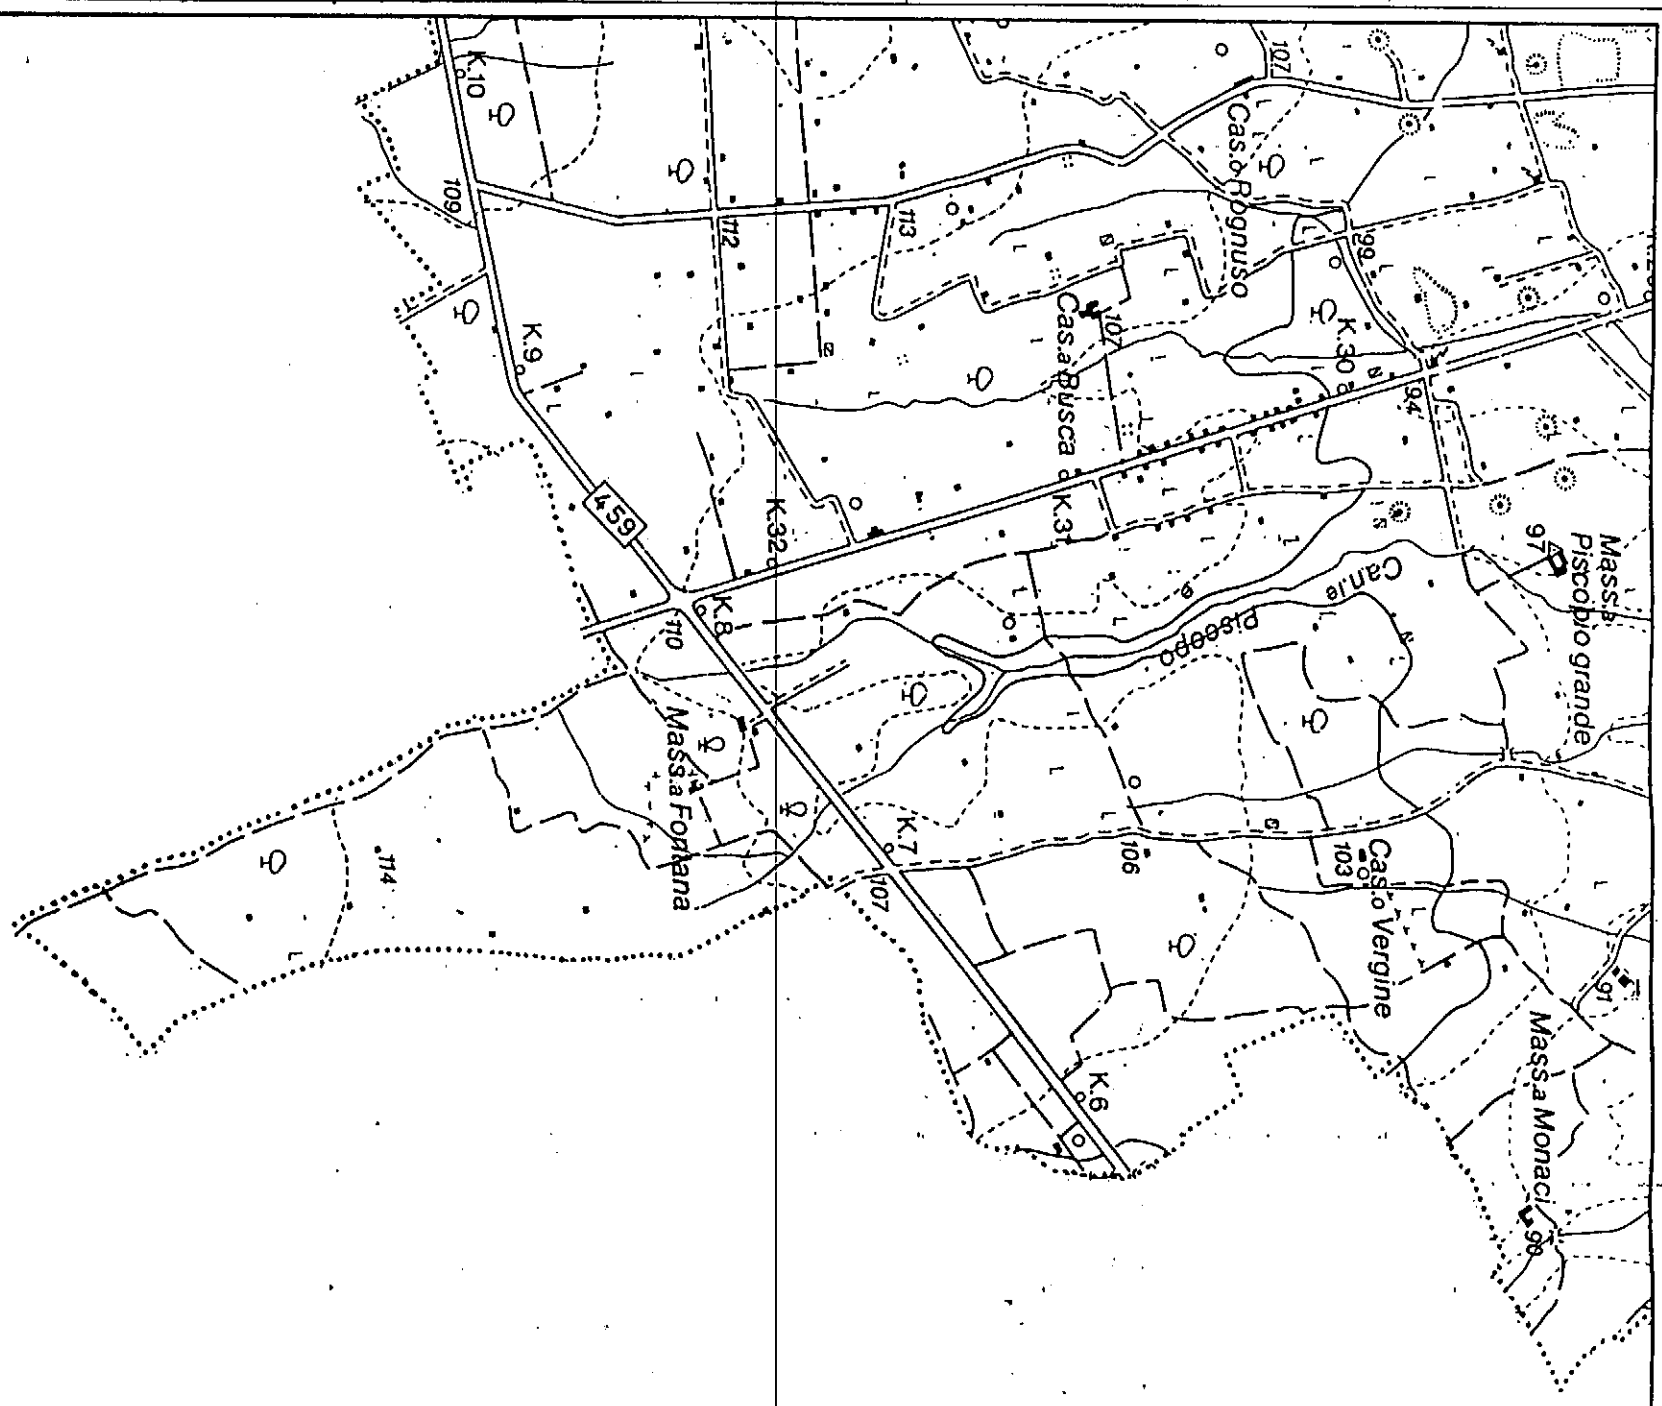 Mass.a
Piscopio grande
97
Mass.a Monaci
90
91
Cas.o Vergine
103
106
99
94
K.30
107
Cas.o Rognuso
107
Cas.a Busca
K.31
Can.le
Piscopo
K.6
107
K.7
113
112
K.32
K.8
110
Mass.a Fontana
459
K.9
109
K.10
114